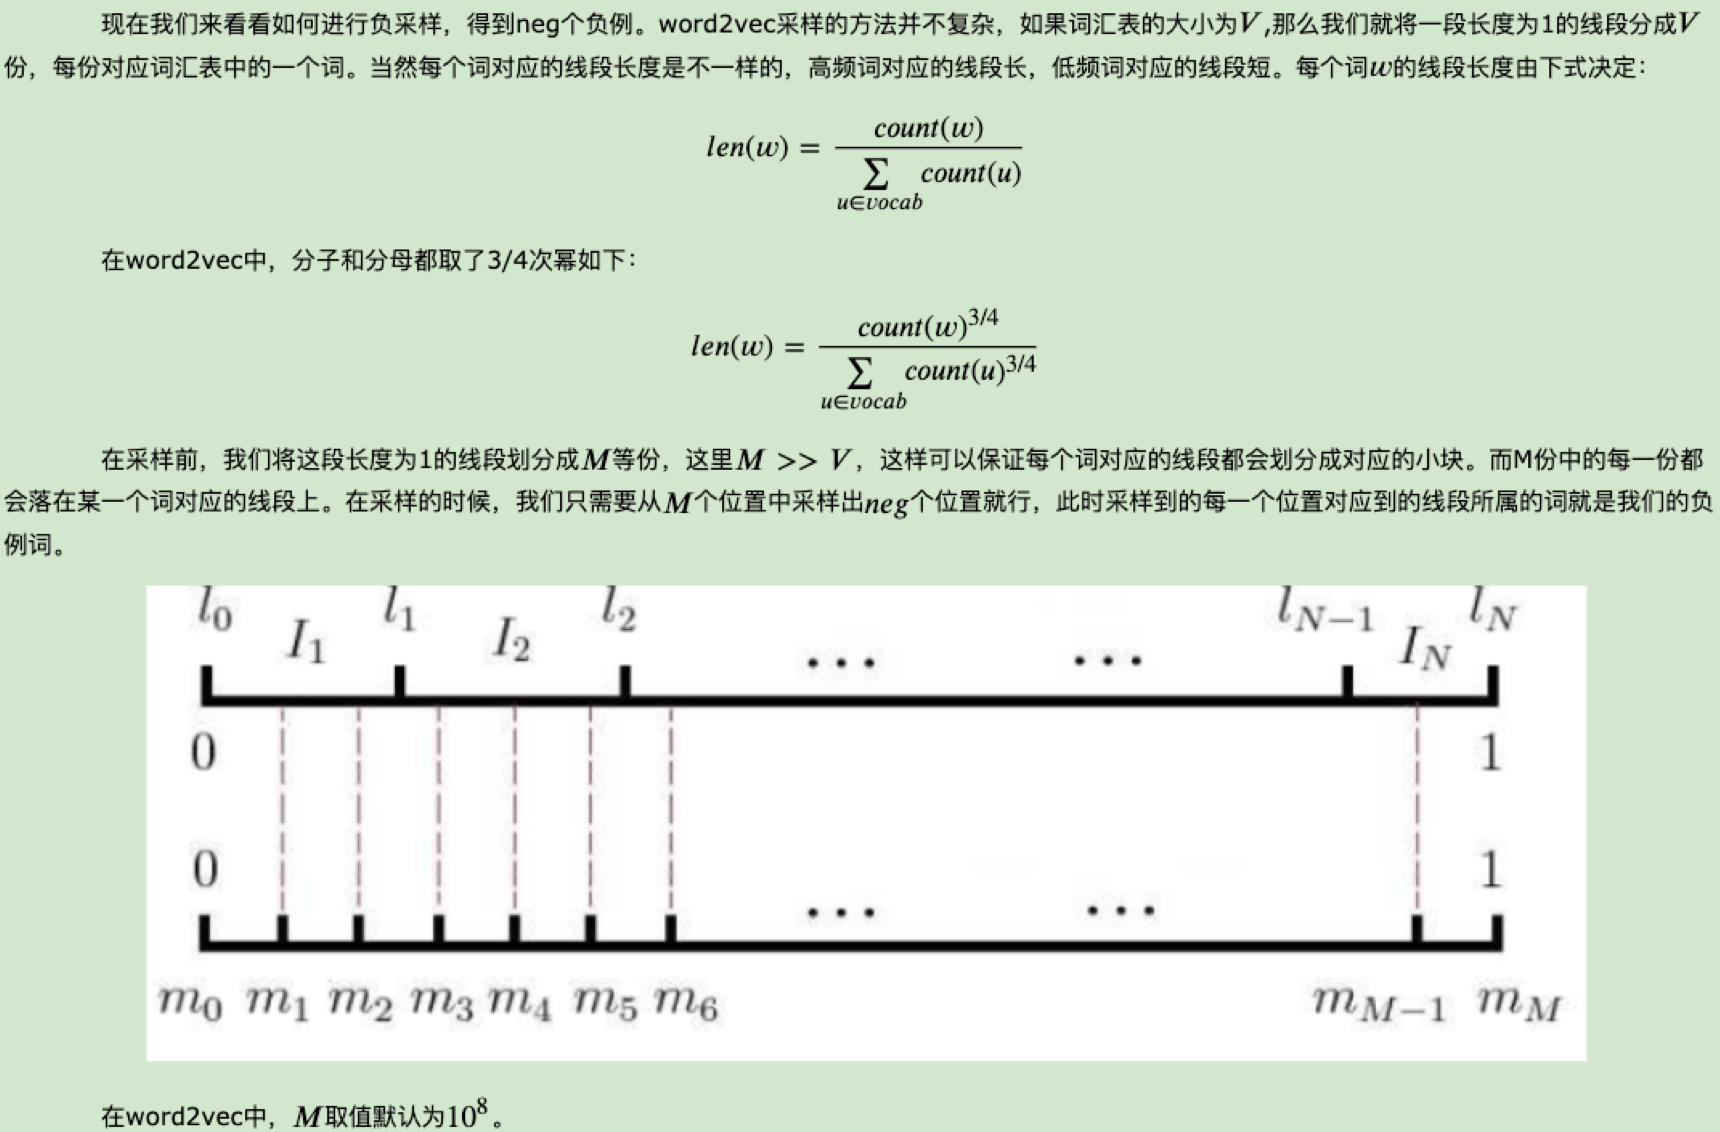 现在我们来看看如何进行负采样，得到neg个负例。word2vec采样的方法并不复杂，如果词汇表的大小为V,那么我们就将一段长度为1的线段分成V
份，每份对应词汇表中的一个词。当然每个词对应的线段长度是不一样的，高频词对应的线段长，低频词对应的线段短。每个词w的线段长度由下式决定：
len(w) = count(w) / ∑_{u∈vocab} count(u)
在word2vec中，分子和分母都取了3/4次幂如下：
len(w) = count(w)^{3/4} / ∑_{u∈vocab} count(u)^{3/4}
在采样前，我们将这段长度为1的线段划分成M等份，这里M >> V，这样可以保证每个词对应的线段都会划分成对应的小块。而M份中的每一份都
会落在某一个词对应的线段上。在采样的时候，我们只需要从M个位置中采样出neg个位置就行，此时采样到的每一个位置对应到的线段所属的词就是我们的负
例词。
l_0 l_1 l_2 l_{N-1} l_N
I_1 I_2 ... ... I_N
0 1
0 1
... ...
m_0 m_1 m_2 m_3 m_4 m_5 m_6 m_{M-1} m_M
在word2vec中，M取值默认为10^8。